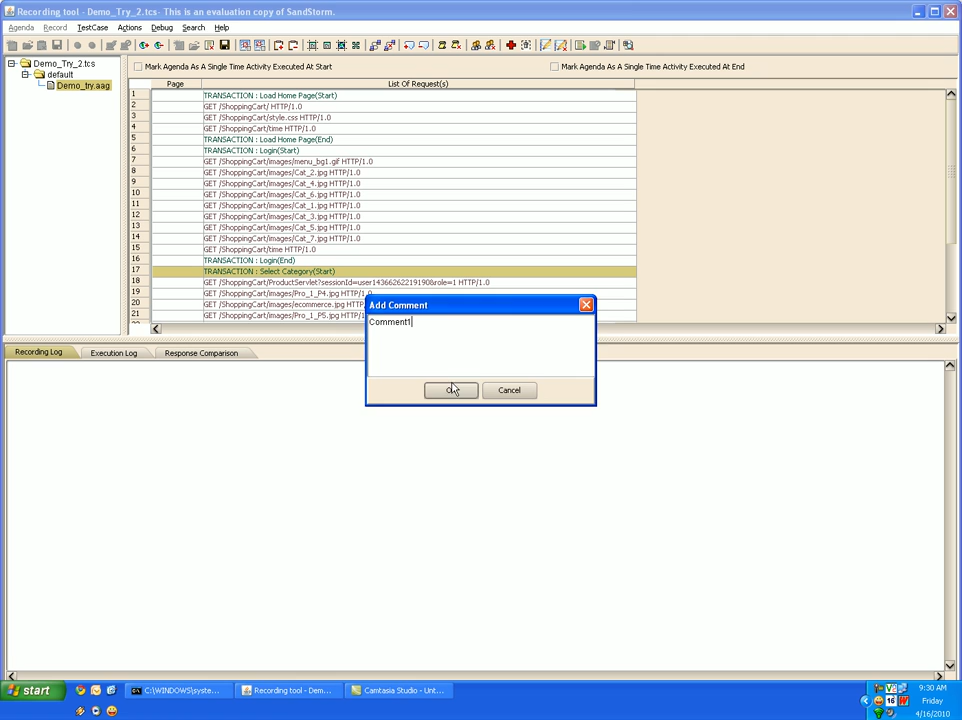 Recording tool - Demo_Try_2.tcs- This is an evaluation copy of SandStorm.
Agenda Record TestCase Actions Debug Search Help
Demo_Try_2.tcs
default
Demo_try.aag
Mark Agenda As A Single Time Activity Executed At Start
Mark Agenda As A Single Time Activity Executed At End
Page List Of Request(s)
1 TRANSACTION : Load Home Page(Start)
2 GET /ShoppingCart/ HTTP/1.0
3 GET /ShoppingCart/style.css HTTP/1.0
4 GET /ShoppingCart/time HTTP/1.0
5 TRANSACTION : Load Home Page(End)
6 TRANSACTION : Login(Start)
7 GET /ShoppingCart/images/menu_bg1.gif HTTP/1.0
8 GET /ShoppingCart/images/Cat_2.jpg HTTP/1.0
9 GET /ShoppingCart/images/Cat_4.jpg HTTP/1.0
10 GET /ShoppingCart/images/Cat_6.jpg HTTP/1.0
11 GET /ShoppingCart/images/Cat_1.jpg HTTP/1.0
12 GET /ShoppingCart/images/Cat_3.jpg HTTP/1.0
13 GET /ShoppingCart/images/Cat_5.jpg HTTP/1.0
14 GET /ShoppingCart/images/Cat_7.jpg HTTP/1.0
15 GET /ShoppingCart/time HTTP/1.0
16 TRANSACTION : Login(End)
17 TRANSACTION : Select Category(Start)
18 GET /ShoppingCart/ProductServlet?sessionId=user14366262219190&role=1 HTTP/1.0
19 GET /ShoppingCart/images/Pro_1_P4.jpg HTTP/1.0
20 GET /ShoppingCart/images/ecommerce.jpg HTTP
21 GET /ShoppingCart/images/Pro_1_P5.jpg HTTP/1
Add Comment
Comment1
Cancel
Recording Log Execution Log Response Comparison
start C:\WINDOWS\syste... Recording tool - Dem... Camtasia Studio - Unt...
16
9:30 AM
Friday
4/16/2010